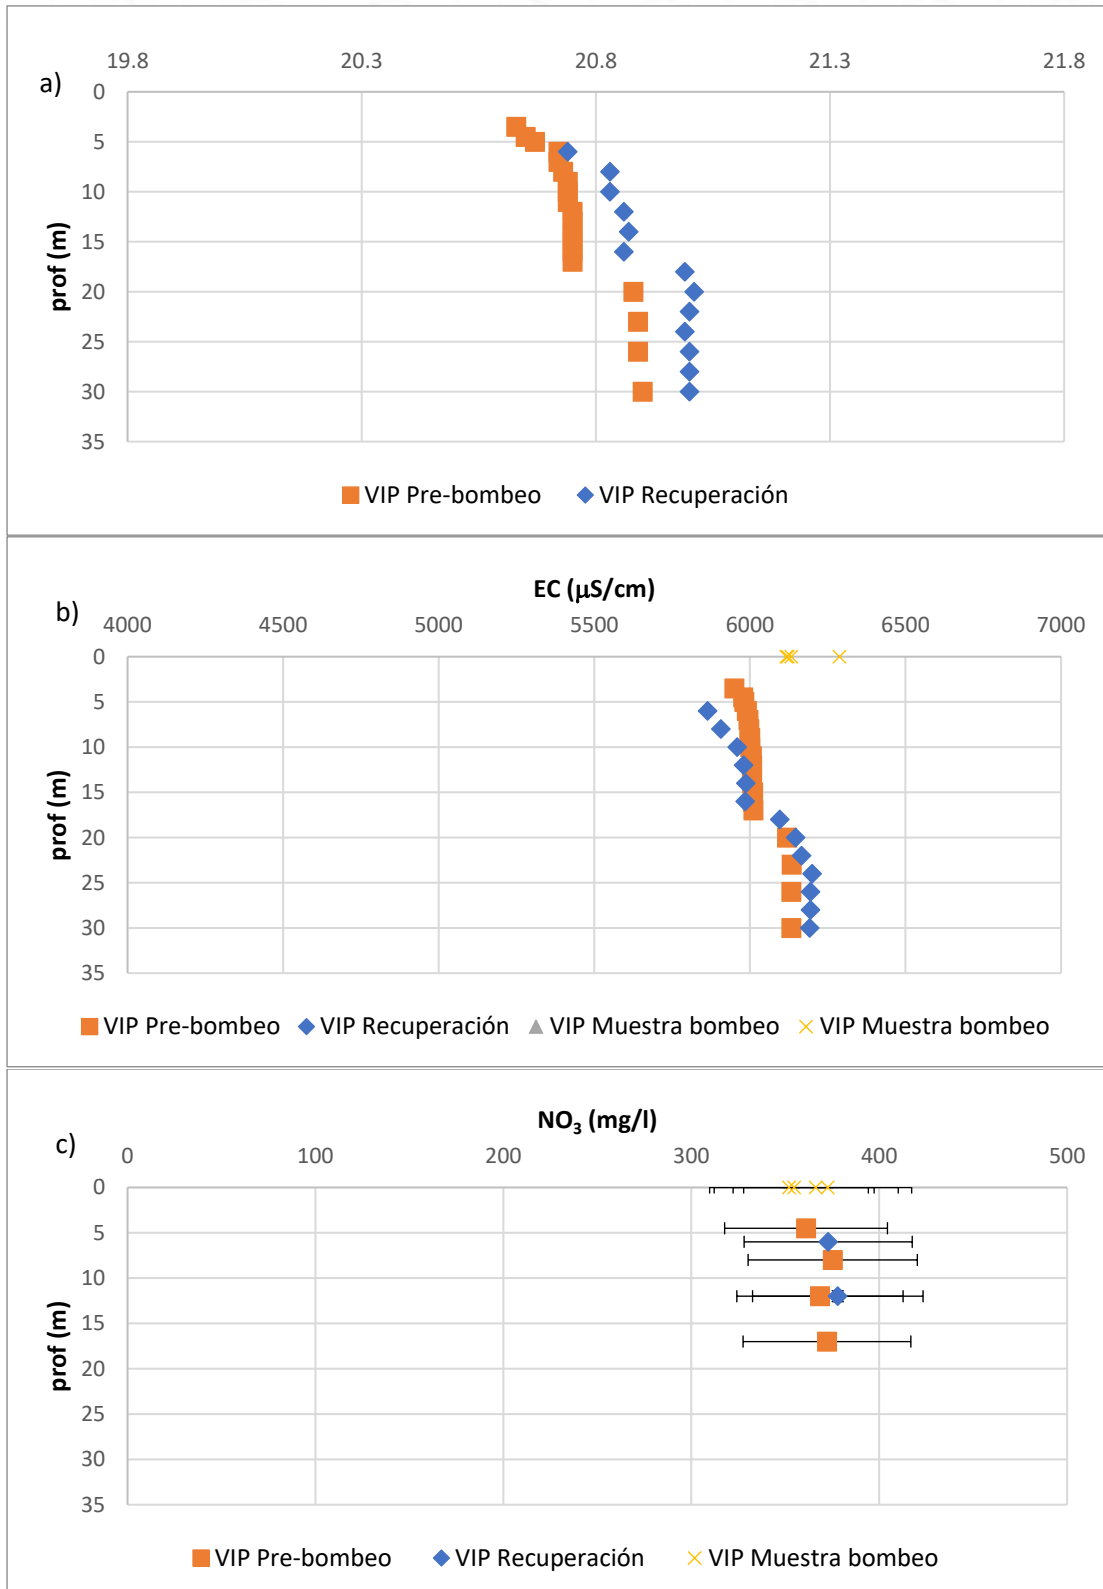 19.8 20.3 20.8 21.3 21.8
a)
0
5
10
15
20
25
30
35
prof (m)
VIP Pre-bombeo VIP Recuperación
EC (µS/cm)
b)
4000 4500 5000 5500 6000 6500 7000
0
5
10
15
20
25
30
35
prof (m)
VIP Pre-bombeo VIP Recuperación VIP Muestra bombeo VIP Muestra bombeo
NO₃ (mg/l)
c)
0 100 200 300 400 500
0
5
10
15
20
25
30
35
prof (m)
VIP Pre-bombeo VIP Recuperación VIP Muestra bombeo